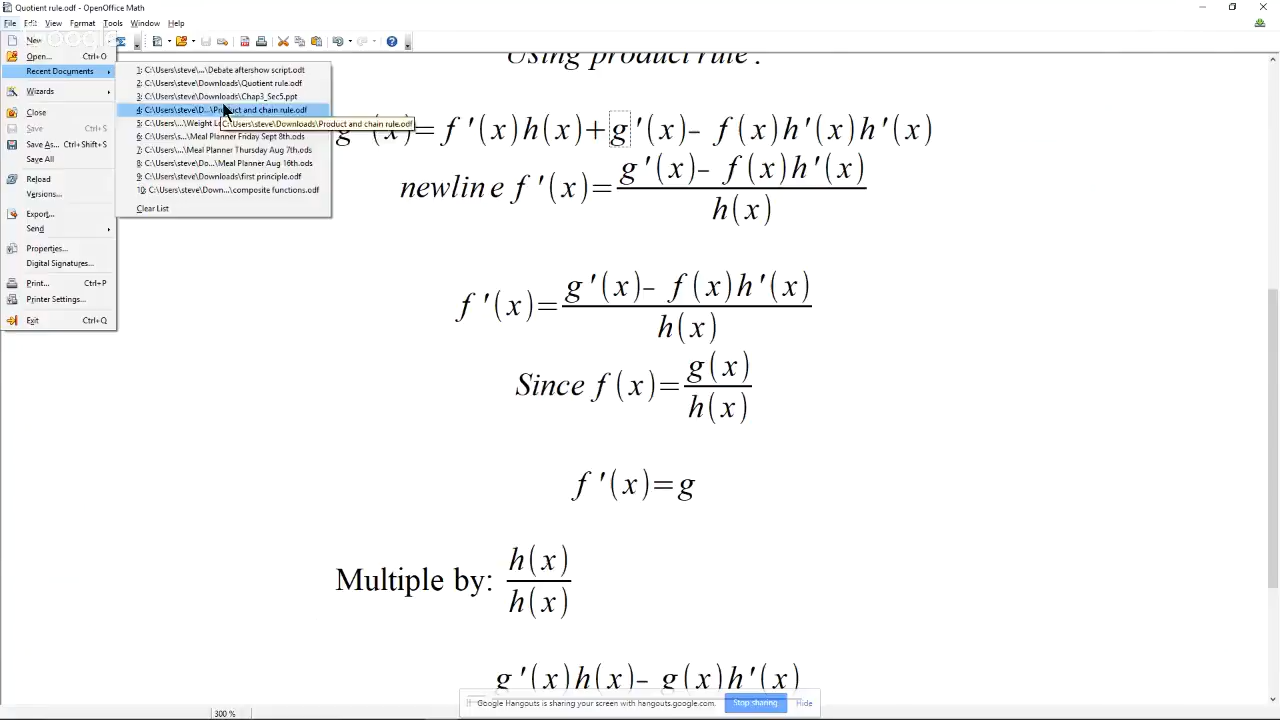 Quotient rule.odf - OpenOffice Math
File Edit View Format Tools Window Help
New
Google
Open... Ctrl+O
Recent Documents
Wizards
Close
Save Ctrl+S
Save As... Ctrl+Shift+S
Save All
Reload
Versions...
Export...
Send
Properties...
Digital Signatures...
Print... Ctrl+P
Printer Settings...
Exit Ctrl+Q
1: C:\Users\steve\...\Debate aftershow script.odt
2: C:\Users\steve\Downloads\Quotient rule.odf
3: C:\Users\steve\Downloads\Chap3_Sec5.ppt
4: C:\Users\steve\D...\Product and chain rule.odf
5: C:\Users\...\Weight
C:\Users\steve\Downloads\Product and chain rule.odf
6: C:\Users\steve\...\Meal Planner Friday Sept 8th.ods
7: C:\Users\steve\...\Meal Planner Thursday Aug 7th.ods
8: C:\Users\steve\Do...\Meal Planner Aug 16th.ods
9: C:\Users\steve\Downloads\first principle.odf
10: C:\Users\steve\Down...\composite functions.odf
Clear List
Using product rule:
g'(x)=f'(x)h(x)+g'(x)- f(x)h'(x)h'(x)
newline f'(x)=g'(x)- f(x)h'(x)
h(x)
f'(x)=g'(x)- f(x)h'(x)
h(x)
Since f(x)=g(x)
h(x)
f'(x)=g
Multiple by: h(x)
h(x)
g'(x)h(x)- g(x)h'(x)
Google Hangouts is sharing your screen with hangouts.google.com. Stop sharing Hide
300 %